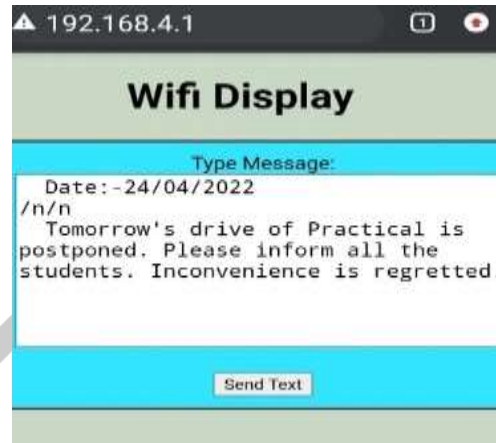 192.168.4.1
1
Wifi Display
Type Message:
Date:-24/04/2022
/n/n
Tomorrow's drive of Practical is
postponed. Please inform all the
students. Inconvenience is regretted
Send Text